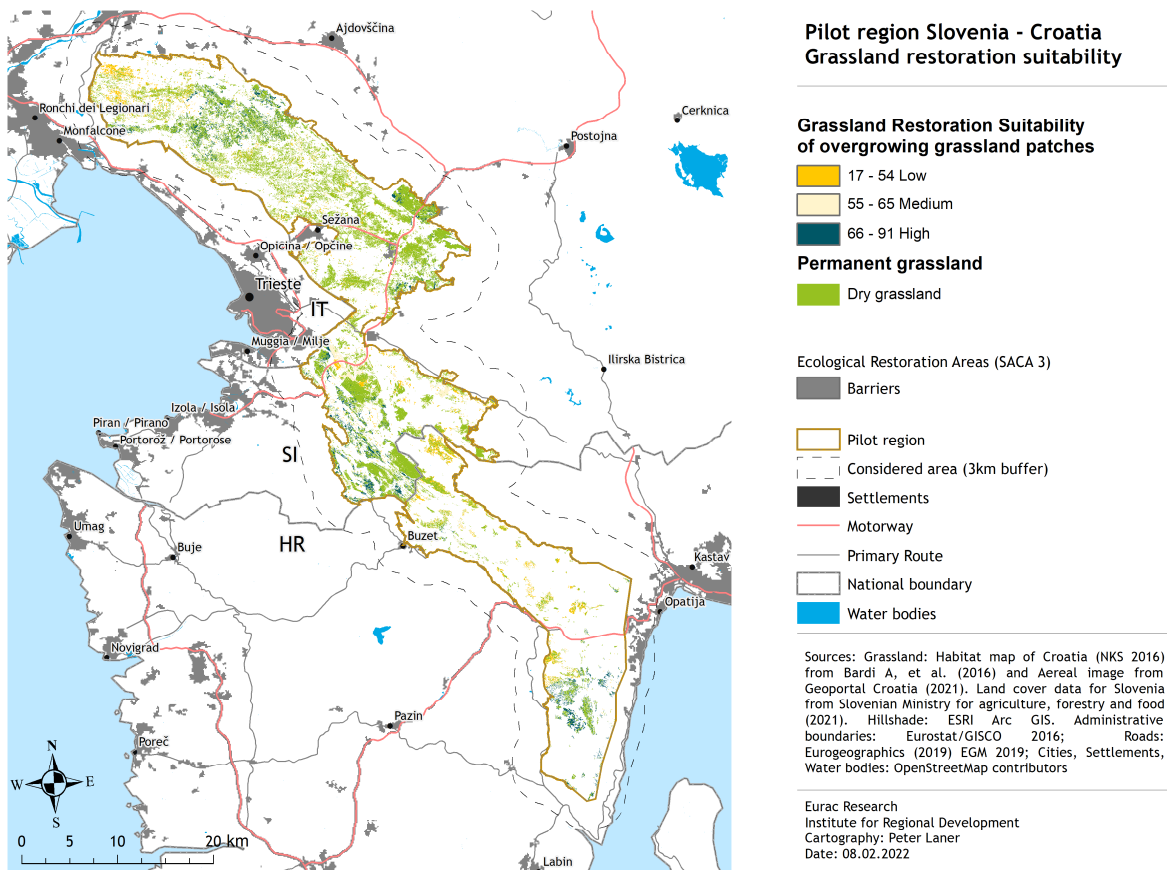 Pilot region Slovenia - Croatia
Grassland restoration suitability
Grassland Restoration Suitability
of overgrowing grassland patches
17 - 54 Low
55 - 65 Medium
66 - 91 High
Permanent grassland
Dry grassland
Ecological Restoration Areas (SACA 3)
Barriers
Pilot region
Considered area (3km buffer)
Settlements
Motorway
Primary Route
National boundary
Water bodies
Sources: Grassland: Habitat map of Croatia (NKS 2016)
from Bardi A, et al. (2016) and Aereal image from
Geoportal Croatia (2021). Land cover data for Slovenia
from Slovenian Ministry for agriculture, forestry and food
(2021). Hillshade: ESRI Arc GIS. Administrative
boundaries: Eurostat/GISCO 2016; Roads:
Eurogeographics (2019) EGM 2019; Cities, Settlements,
Water bodies: OpenStreetMap contributors
Eurac Research
Institute for Regional Development
Cartography: Peter Laner
Date: 08.02.2022
Ajdovščina
Ronchi dei Legionari
Monfalcone
Cerknica
Postojna
Sežana
Opicina / Opčine
Trieste
IT
Muggia / Milje
Ilirska Bistrica
Izola / Isola
Piran / Pirano
Portorož / Portorose
SI
Umag
Buje
HR
Buzet
Kastav
Opatija
Novigrad
Pazin
Poreč
Labin
N
W
E
S
0 5 10 20 km